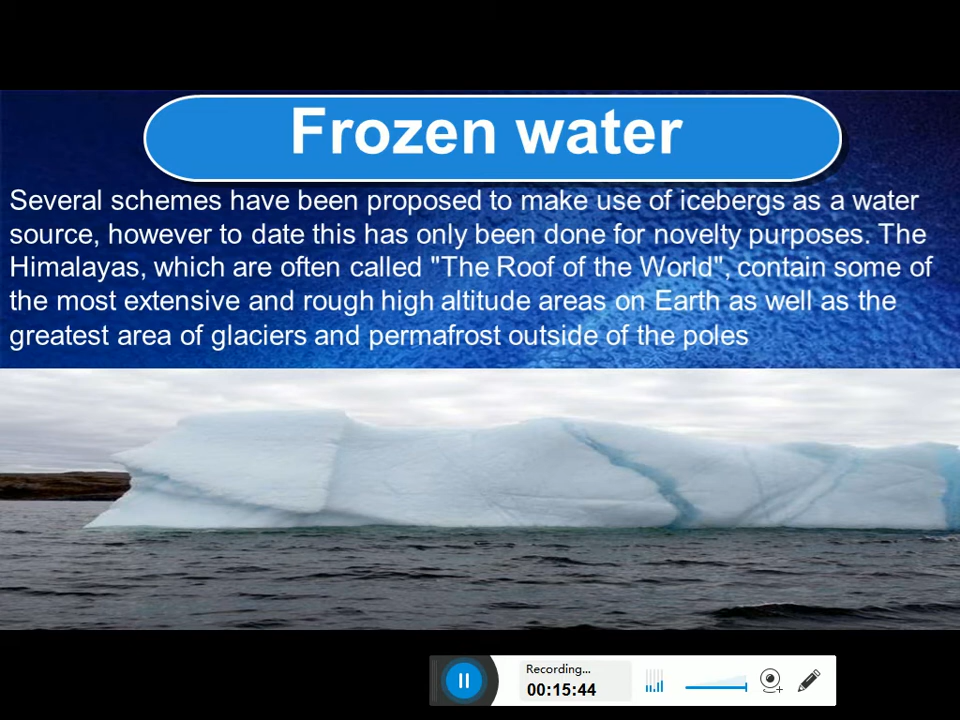 Frozen water
Several schemes have been proposed to make use of icebergs as a water
source, however to date this has only been done for novelty purposes. The
Himalayas, which are often called "The Roof of the World", contain some of
the most extensive and rough high altitude areas on Earth as well as the
greatest area of glaciers and permafrost outside of the poles
Recording...
00:15:44